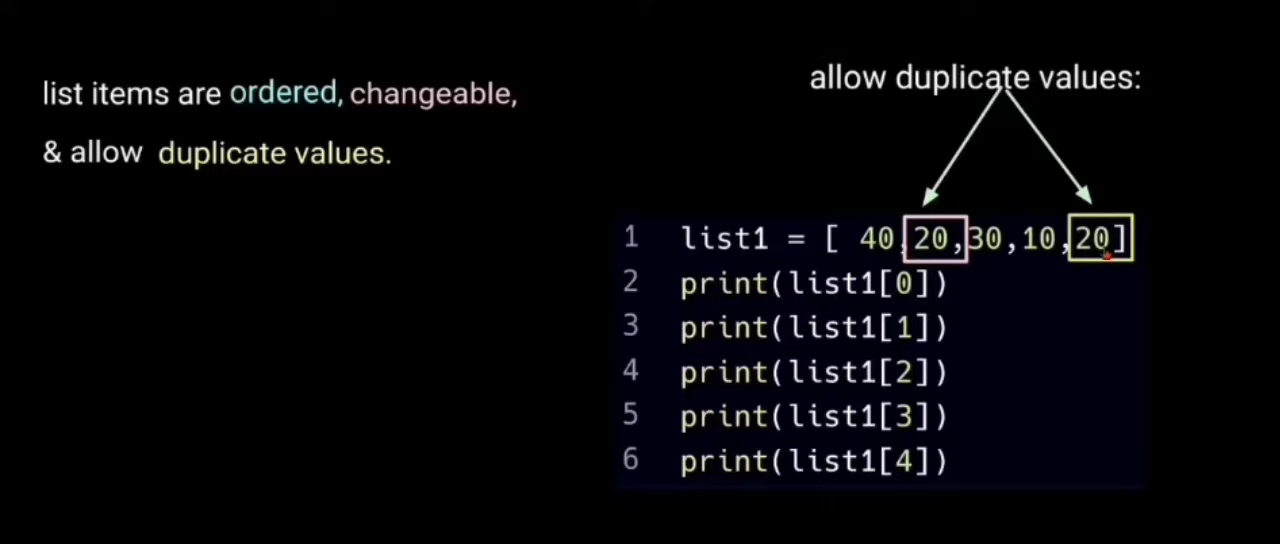 list items are ordered, changeable,
& allow duplicate values.
allow duplicate values:
1 list1 = [ 40,20,30,10,20]
2 print(list1[0])
3 print(list1[1])
4 print(list1[2])
5 print(list1[3])
6 print(list1[4])